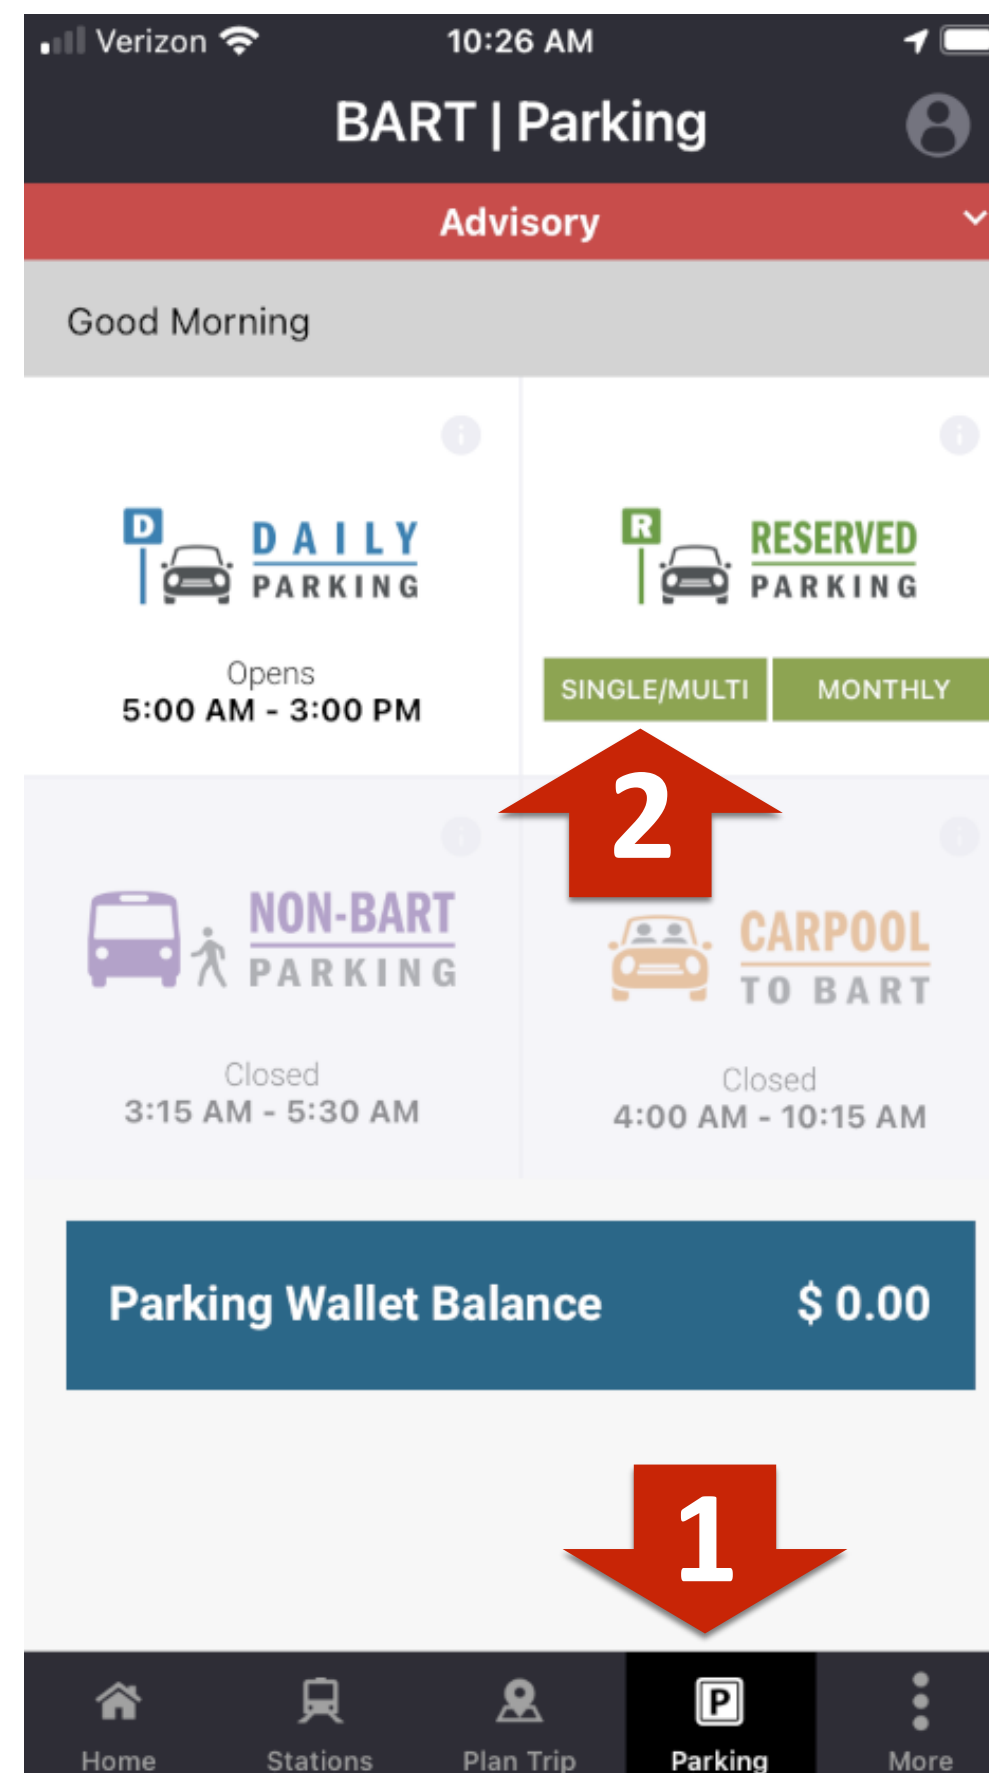 Verizon 10:26 AM
BART | Parking
Advisory
Good Morning
D DAILY
PARKING
Opens
5:00 AM - 3:00 PM
R RESERVED
PARKING
SINGLE/MULTI MONTHLY
2
NON-BART
PARKING
Closed
3:15 AM - 5:30 AM
CARPOOL
TO BART
Closed
4:00 AM - 10:15 AM
Parking Wallet Balance $ 0.00
1
P
Home Stations Plan Trip Parking More